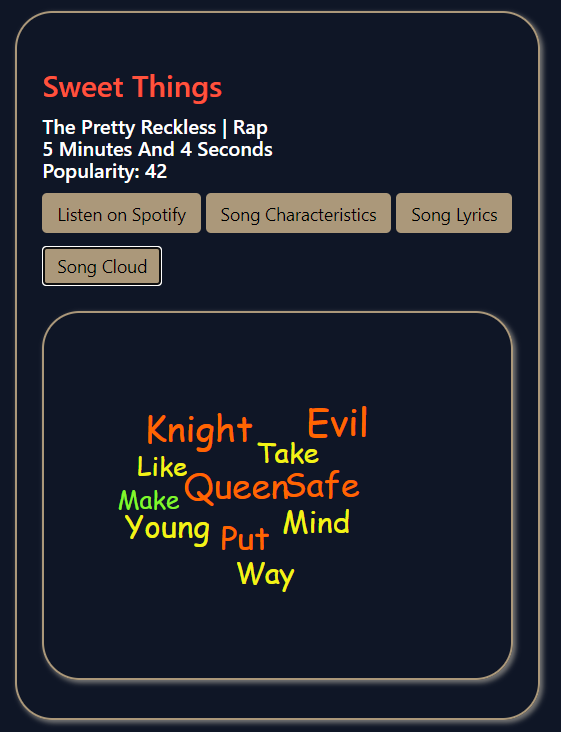 Sweet Things
The Pretty Reckless | Rap
5 Minutes And 4 Seconds
Popularity: 42
Listen on Spotify Song Characteristics Song Lyrics
Song Cloud
Knight Evil
Like Take
Queen Safe
Make
Young Put Mind
Way